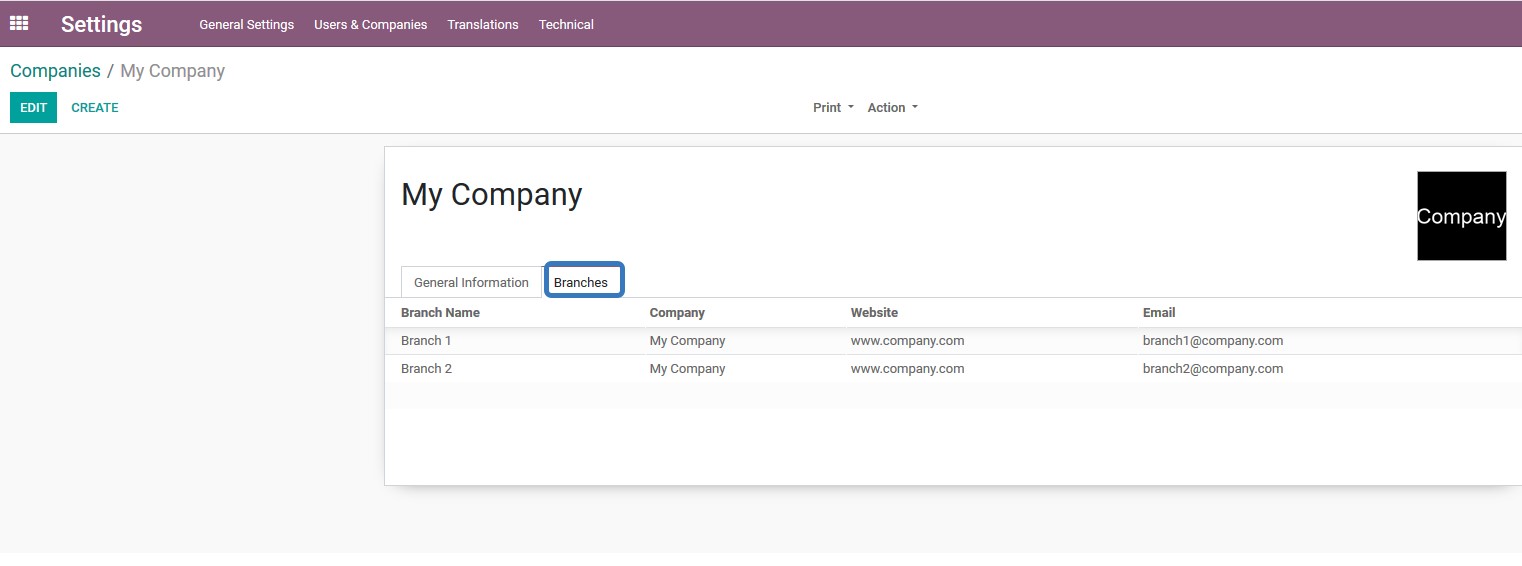 Settings General Settings Users & Companies Translations Technical
Companies / My Company
EDIT CREATE Print Action
My Company
Company
General Information Branches
Branch Name Company Website Email
Branch 1 My Company www.company.com branch1@company.com
Branch 2 My Company www.company.com branch2@company.com